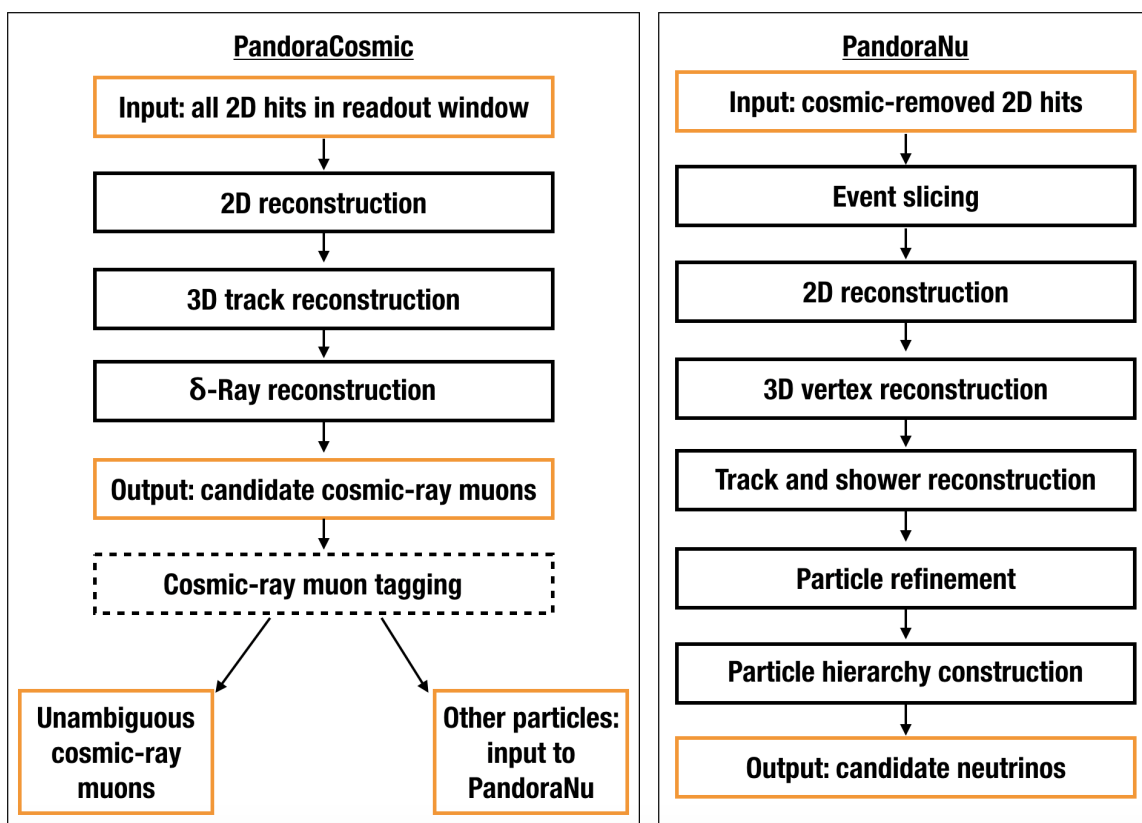 PandoraCosmic
Input: all 2D hits in readout window
2D reconstruction
3D track reconstruction
δ-Ray reconstruction
Output: candidate cosmic-ray muons
Cosmic-ray muon tagging
Unambiguous
cosmic-ray
muons
Other particles:
input to
PandoraNu
PandoraNu
Input: cosmic-removed 2D hits
Event slicing
2D reconstruction
3D vertex reconstruction
Track and shower reconstruction
Particle refinement
Particle hierarchy construction
Output: candidate neutrinos